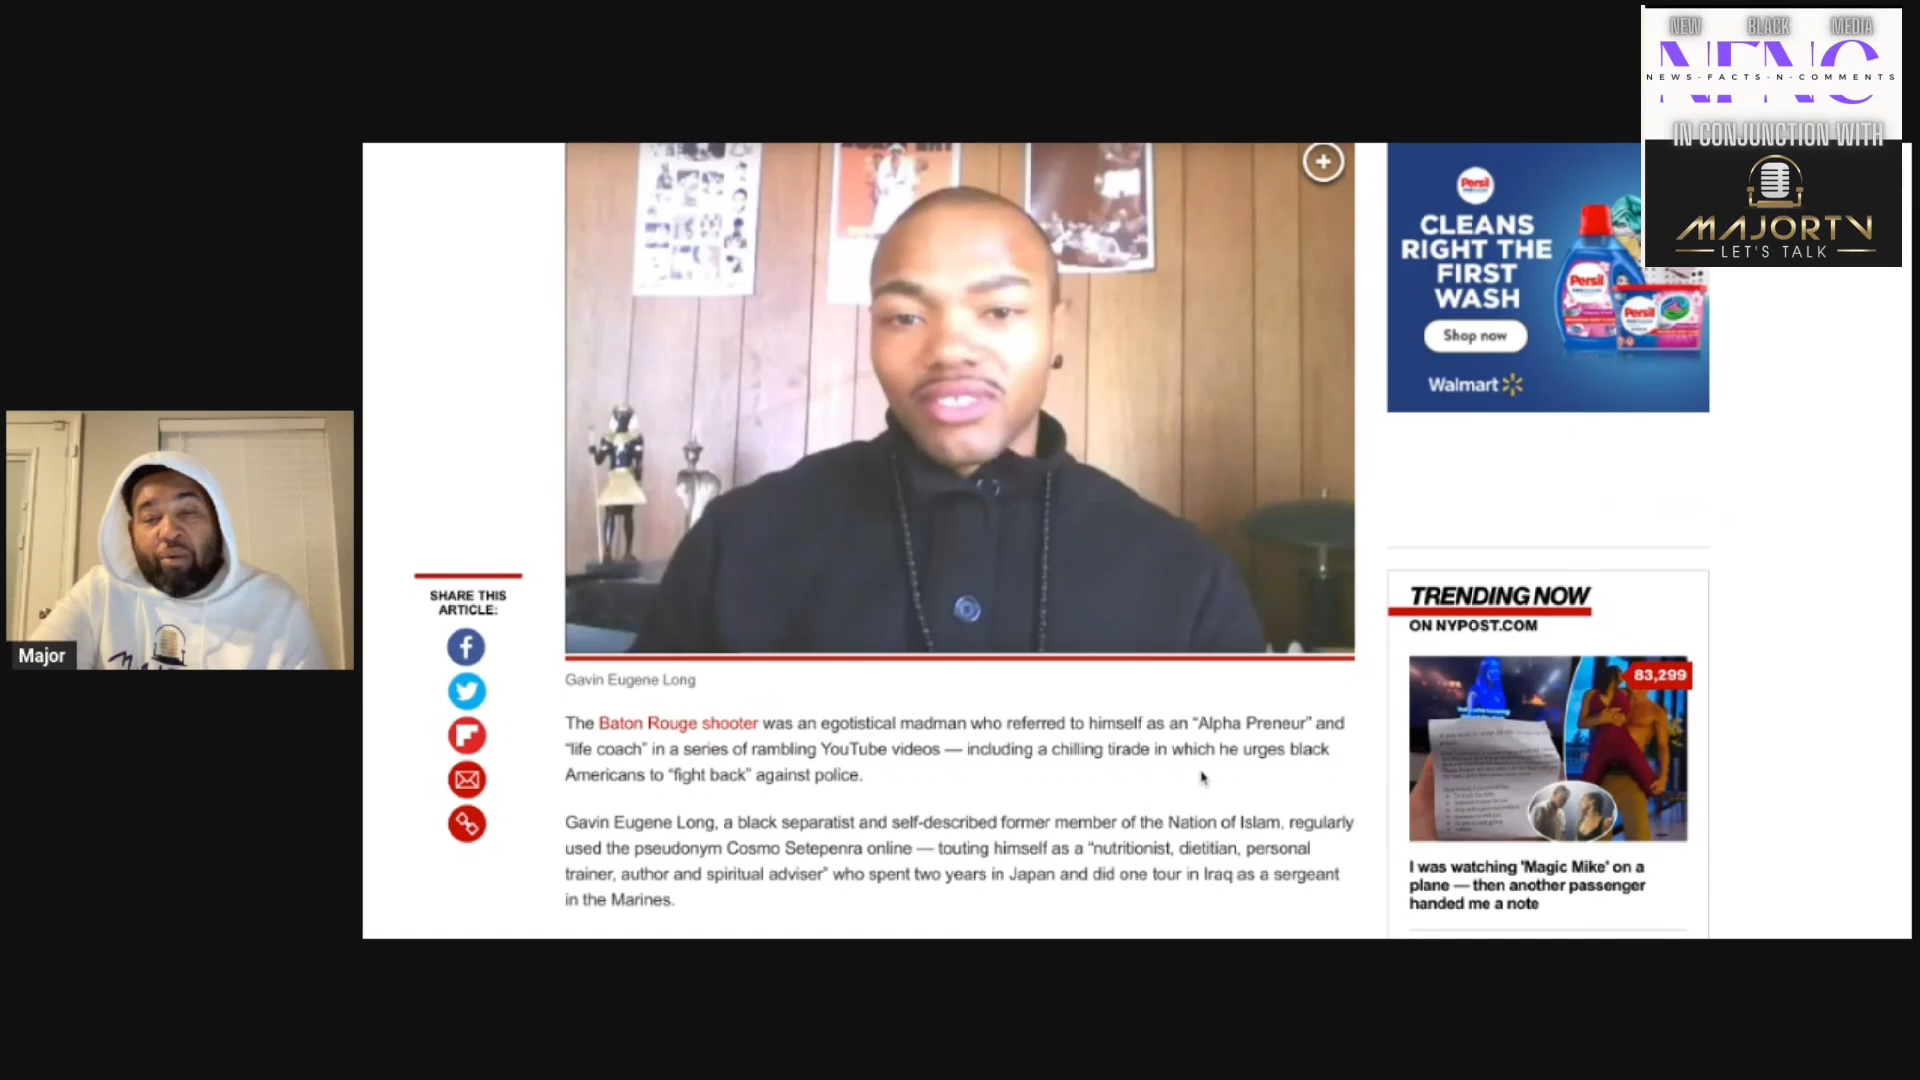 NEW BLACK MEDIA
NFNC
NEWS-FACTS-N-COMMENTS
IN CONJUNCTION WITH
MAJORTV
LET'S TALK
Persil
CLEANS
RIGHT THE
FIRST
WASH
Shop now
Walmart
Persil
Persil
Major
SHARE THIS
ARTICLE:
Gavin Eugene Long
The Baton Rouge shooter was an egotistical madman who referred to himself as an “Alpha Preneur” and
“life coach” in a series of rambling YouTube videos — including a chilling tirade in which he urges black
Americans to “fight back” against police.
Gavin Eugene Long, a black separatist and self-described former member of the Nation of Islam, regularly
used the pseudonym Cosmo Setepenra online — touting himself as a “nutritionist, dietitian, personal
trainer, author and spiritual adviser” who spent two years in Japan and did one tour in Iraq as a sergeant
in the Marines.
TRENDING NOW
ON NYPOST.COM
83,299
I was watching 'Magic Mike' on a
plane — then another passenger
handed me a note